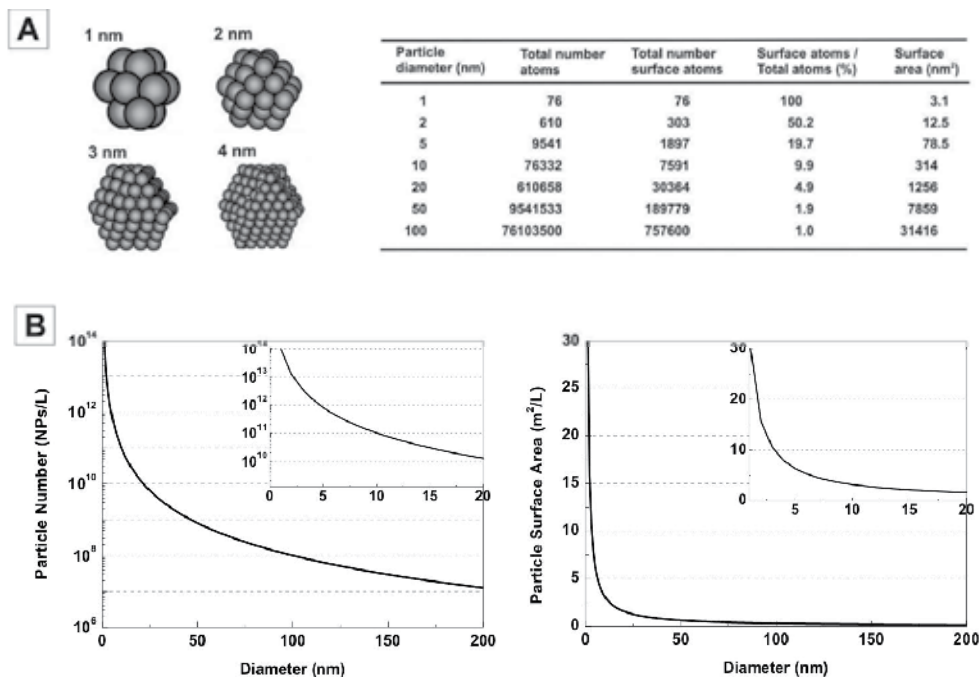 A
1 nm
2 nm
3 nm
4 nm
Particle diameter (nm) Total number atoms Total number surface atoms Surface atoms / Total atoms (%) Surface area (nm²)
1 76 76 100 3.1
2 610 303 50.2 12.5
5 9541 1897 19.7 78.5
10 76332 7591 9.9 314
20 610658 30364 4.9 1256
50 9541533 189779 1.9 7859
100 76103500 757600 1.0 31416
B
Particle Number (NPs/L)
10¹⁴
10¹²
10¹⁰
10⁸
10⁶
0 50 100 150 200
Diameter (nm)
10¹³
10¹²
10¹¹
10¹⁰
0 5 10 15 20
Particle Surface Area (m²/L)
30
25
20
15
10
5
0
0 50 100 150 200
Diameter (nm)
30
20
10
0
5 10 15 20